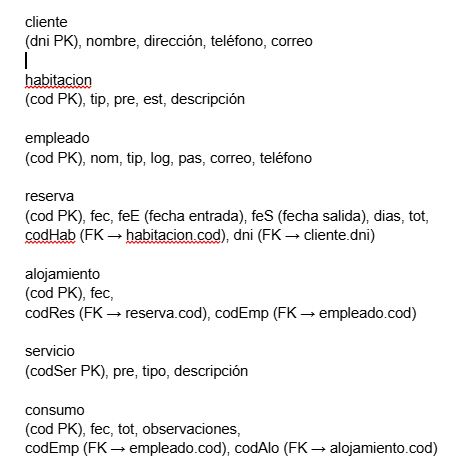 cliente
(dni PK), nombre, dirección, teléfono, correo
habitacion
(cod PK), tip, pre, est, descripción
empleado
(cod PK), nom, tip, log, pas, correo, teléfono
reserva
(cod PK), fec, feE (fecha entrada), feS (fecha salida), dias, tot,
codHab (FK → habitacion.cod), dni (FK → cliente.dni)
alojamiento
(cod PK), fec,
codRes (FK → reserva.cod), codEmp (FK → empleado.cod)
servicio
(codSer PK), pre, tipo, descripción
consumo
(cod PK), fec, tot, observaciones,
codEmp (FK → empleado.cod), codAlo (FK → alojamiento.cod)